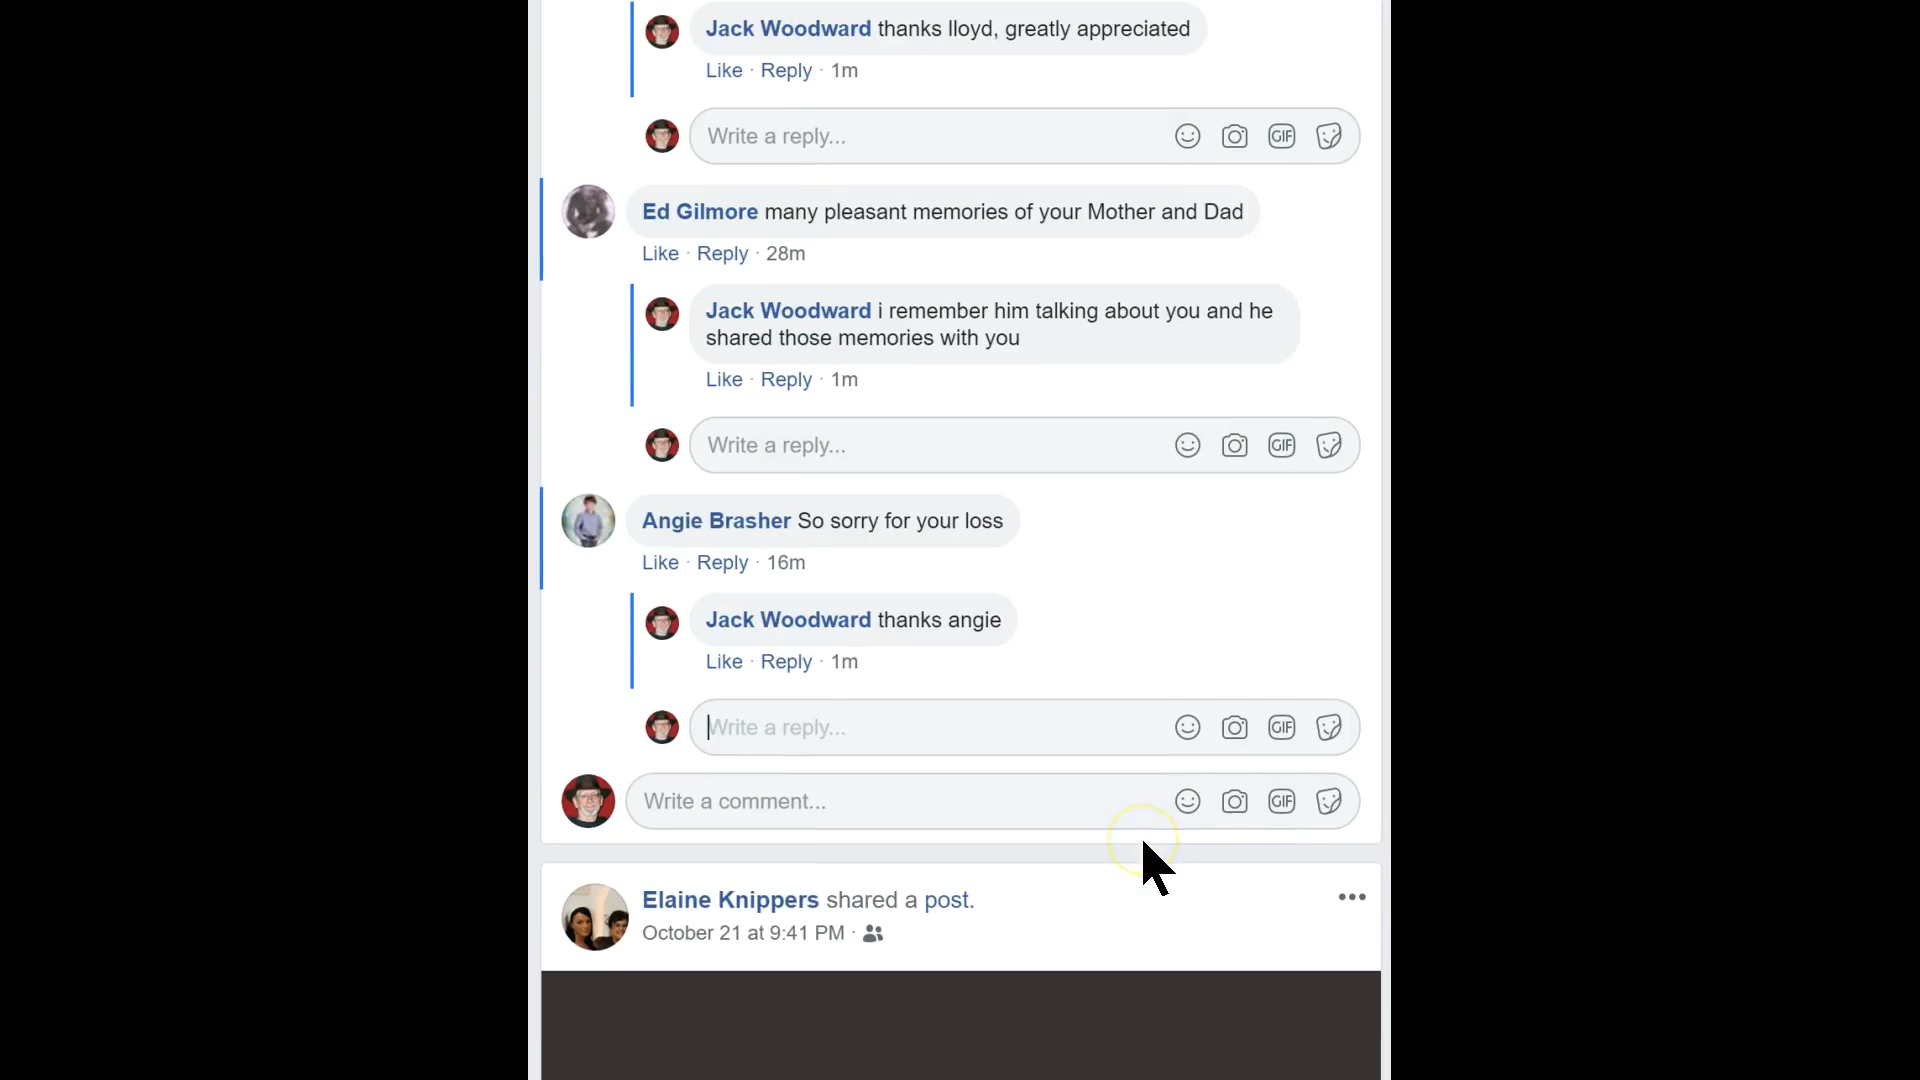 Jack Woodward thanks lloyd, greatly appreciated
Like · Reply · 1m
Write a reply...
GIF
Ed Gilmore many pleasant memories of your Mother and Dad
Like · Reply · 28m
Jack Woodward i remember him talking about you and he
shared those memories with you
Like · Reply · 1m
Write a reply...
GIF
Angie Brasher So sorry for your loss
Like · Reply · 16m
Jack Woodward thanks angie
Like · Reply · 1m
Write a reply...
GIF
Write a comment...
GIF
Elaine Knippers shared a post.
October 21 at 9:41 PM ·